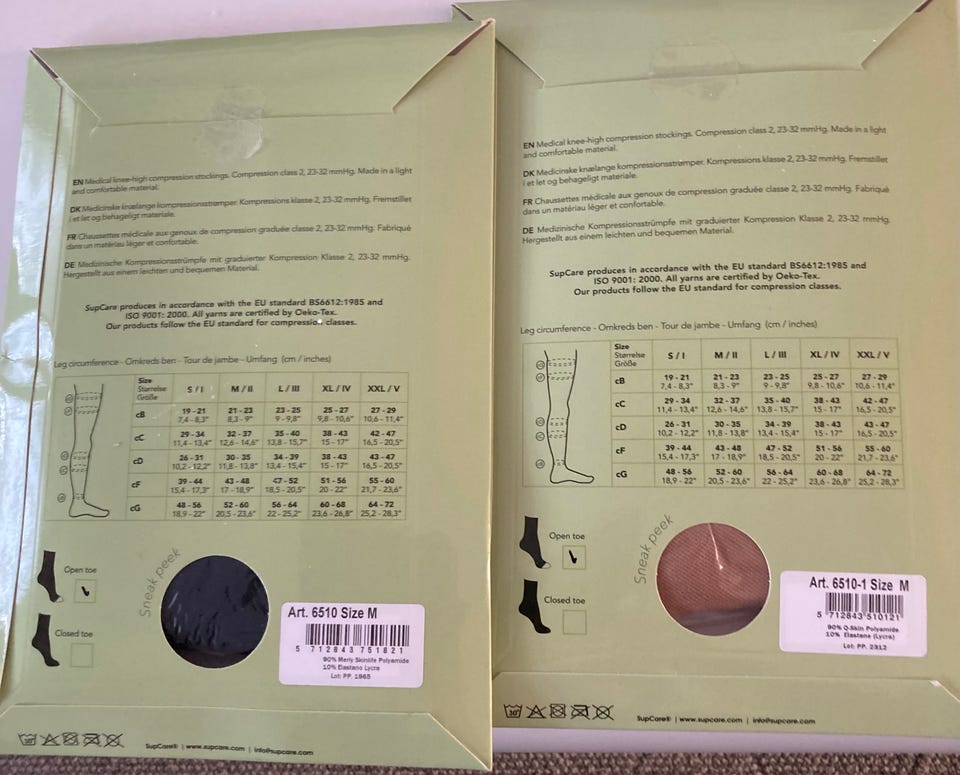 EN Medical knee-high compression stockings. Compression class 2, 23-32 mmHg. Made in a light
and comfortable material.
DK Medicinske knælange kompressionsstrømper. Kompressions klasse 2, 23-32 mmHg. Fremstillet
i et let og behageligt materiale.
FR Chaussettes médicale aux genoux de compression graduée classe 2, 23-32 mmHg. Fabriqué
dans un matériau léger et confortable.
DE Medizinische Kompressionsstrümpfe mit graduierter Kompression Klasse 2, 23-32 mmHg.
Hergestellt aus einem leichten und bequemen Material.
SupCare produces in accordance with the EU standard BS6612:1985 and
ISO 9001: 2000. All yarns are certified by Oeko-Tex.
Our products follow the EU standard for compression classes.
Leg circumference - Omkreds ben - Tour de jambe - Umfang (cm / inches)
Size
Størrelse
Größe
S / I M / II L / III XL / IV XXL / V
cB 19 - 21 21 - 23 23 - 25 25 - 27 27 - 29
7,4 - 8,3" 8,3 - 9" 9 - 9,8" 9,8 - 10,6" 10,6 - 11,4"
cC 29 - 34 32 - 37 35 - 40 38 - 43 42 - 47
11,4 - 13,4" 12,6 - 14,6" 13,8 - 15,7" 15 - 17" 16,5 - 20,5"
cD 26 - 31 30 - 35 34 - 39 38 - 43 43 - 47
10,2 - 12,2" 11,8 - 13,8" 13,4 - 15,4" 15 - 17" 16,5 - 20,5"
cF 39 - 44 43 - 48 47 - 52 51 - 56 55 - 60
15,4 - 17,3" 17 - 18,9" 18,5 - 20,5" 20 - 22" 21,7 - 23,6"
cG 48 - 56 52 - 60 56 - 64 60 - 68 64 - 72
18,9 - 22" 20,5 - 23,6" 22 - 25,2" 23,6 - 26,8" 25,2 - 28,3"
Open toe
Closed toe
Sneak peek
Art. 6510 Size M
5 712843 751821
90% Meryl Skinlife Polyamide
10% Elastano Lycra
Lot: PP. 1965
30°
SupCare® | www.supcare.com | info@supcare.com
EN Medical knee-high compression stockings. Compression class 2, 23-32 mmHg. Made in a light
and comfortable material.
DK Medicinske knælange kompressionsstrømper. Kompressions klasse 2, 23-32 mmHg. Fremstillet
i et let og behageligt materiale.
FR Chaussettes médicale aux genoux de compression graduée classe 2, 23-32 mmHg. Fabriqué
dans un matériau léger et confortable.
DE Medizinische Kompressionsstrümpfe mit graduierter Kompression Klasse 2, 23-32 mmHg.
Hergestellt aus einem leichten und bequemen Material.
SupCare produces in accordance with the EU standard BS6612:1985 and
ISO 9001: 2000. All yarns are certified by Oeko-Tex.
Our products follow the EU standard for compression classes.
Leg circumference - Omkreds ben - Tour de jambe - Umfang (cm / inches)
Size
Størrelse
Größe
S / I M / II L / III XL / IV XXL / V
cB 19 - 21 21 - 23 23 - 25 25 - 27 27 - 29
7,4 - 8,3" 8,3 - 9" 9 - 9,8" 9,8 - 10,6" 10,6 - 11,4"
cC 29 - 34 32 - 37 35 - 40 38 - 43 42 - 47
11,4 - 13,4" 12,6 - 14,6" 13,8 - 15,7" 15 - 17" 16,5 - 20,5"
cD 26 - 31 30 - 35 34 - 39 38 - 43 43 - 47
10,2 - 12,2" 11,8 - 13,8" 13,4 - 15,4" 15 - 17" 16,5 - 20,5"
cF 39 - 44 43 - 48 47 - 52 51 - 56 55 - 60
15,4 - 17,3" 17 - 18,9" 18,5 - 20,5" 20 - 22" 21,7 - 23,6"
cG 48 - 56 52 - 60 56 - 64 60 - 68 64 - 72
18,9 - 22" 20,5 - 23,6" 22 - 25,2" 23,6 - 26,8" 25,2 - 28,3"
Open toe
Closed toe
Sneak peek
Art. 6510-1 Size M
5 712843 510121
90% Q-Skin Polyamide
10% Elastane (Lycra)
Lot: PP. 2312
30°
SupCare® | www.supcare.com | info@supcare.com